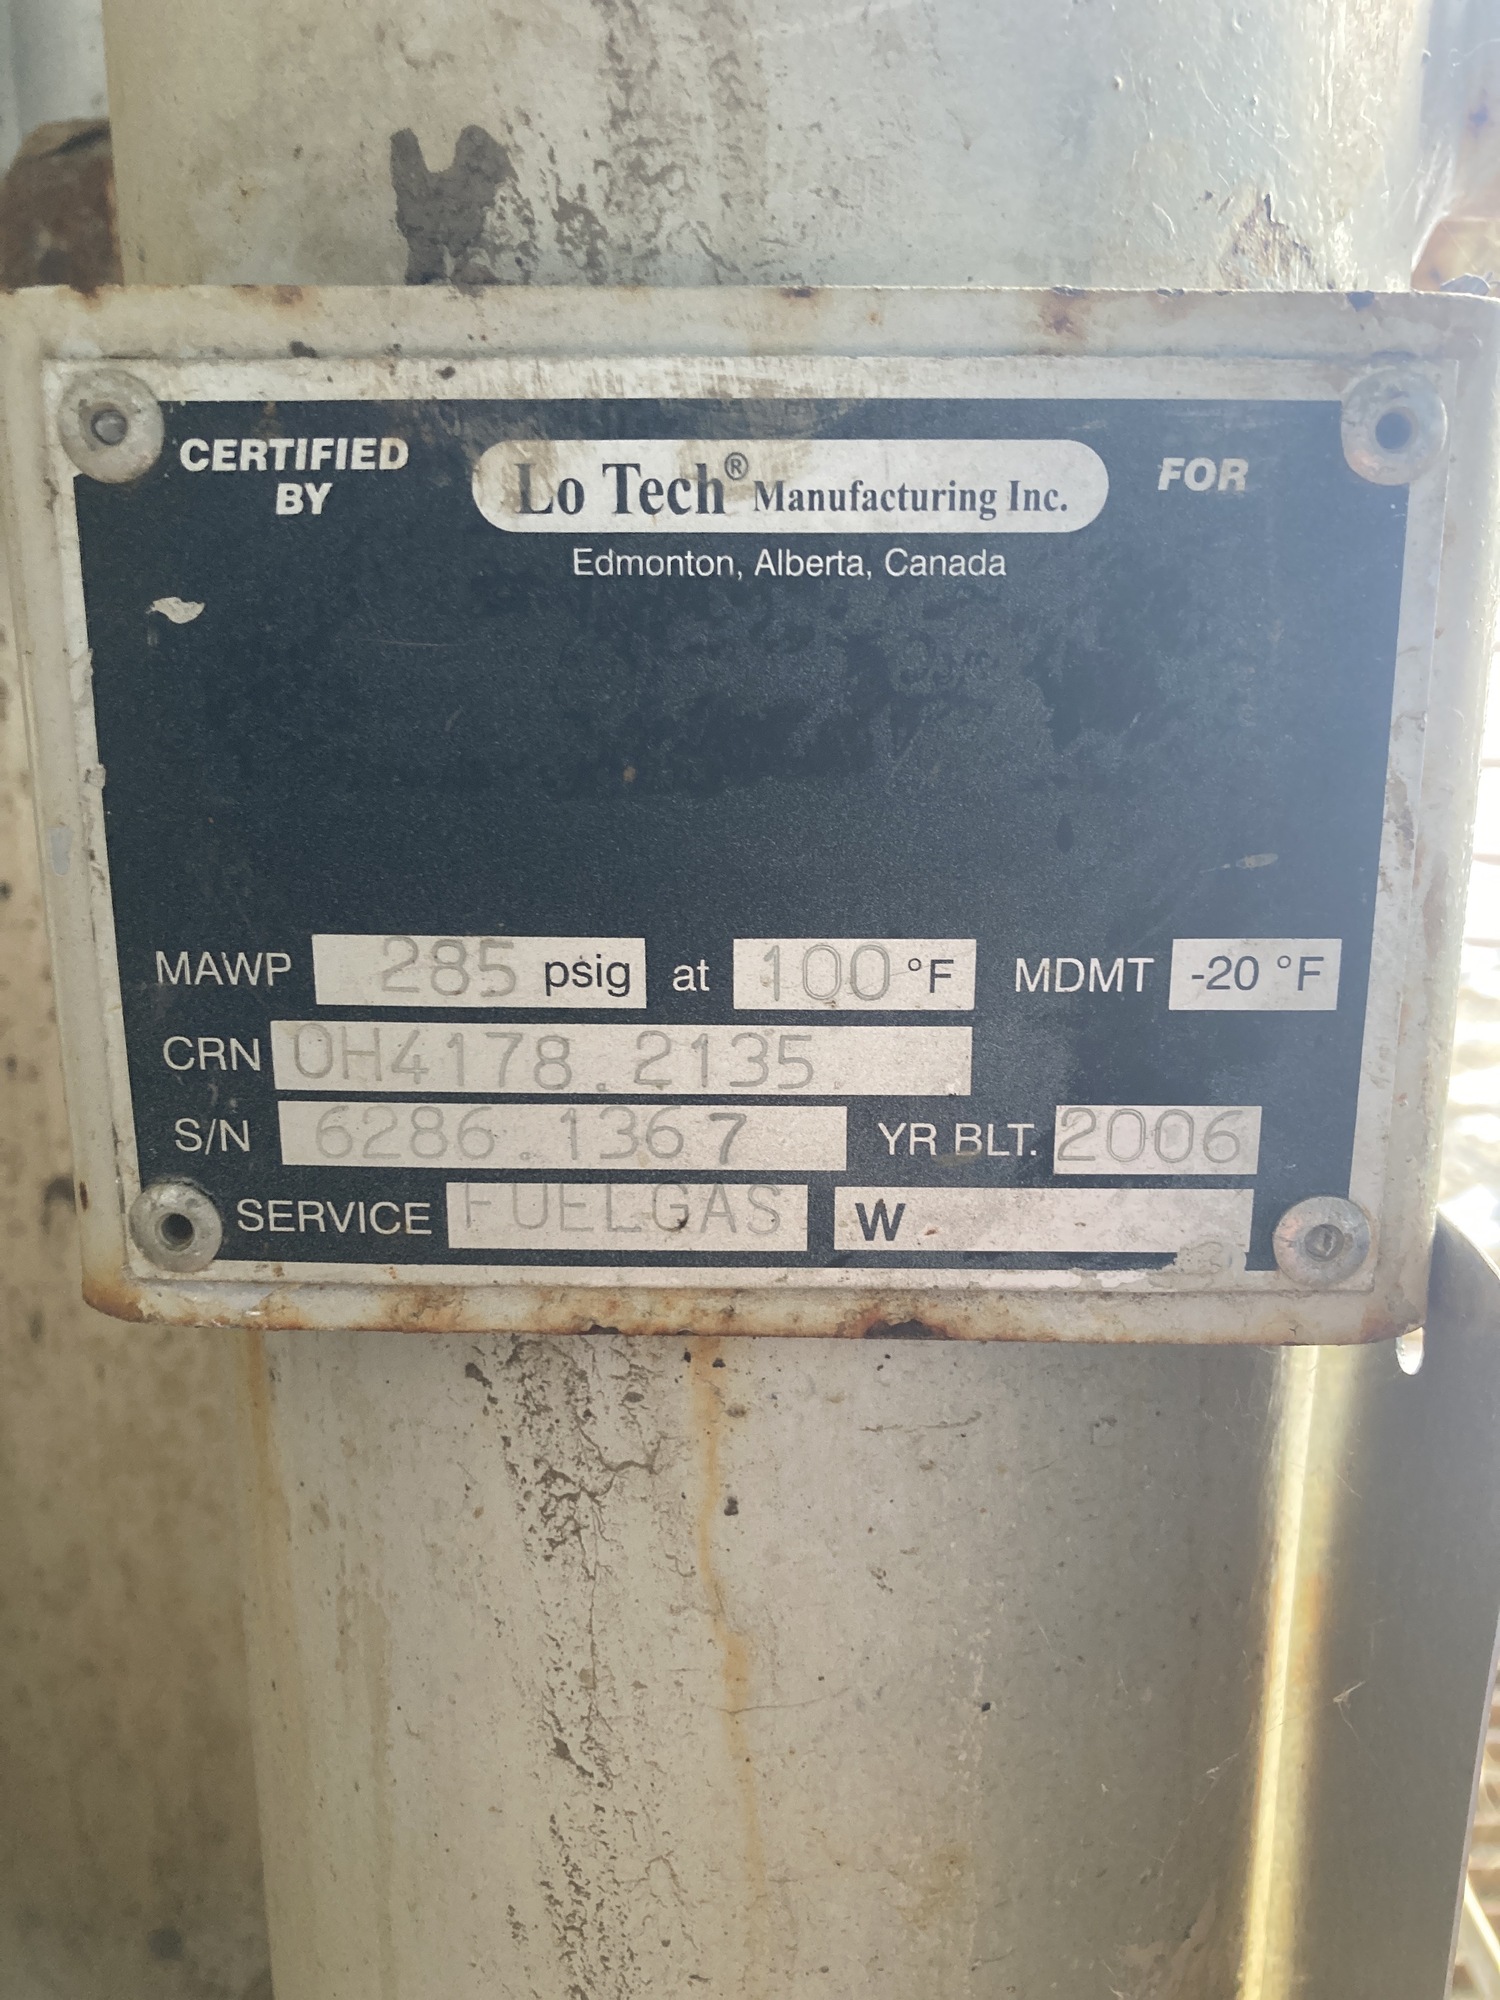 CERTIFIED BY
Lo Tech® Manufacturing Inc.
FOR
Edmonton, Alberta, Canada
MAWP 285 psig at 100 °F MDMT -20 °F
CRN 0H4178.2135
S/N 6286.1367 YR BLT. 2006
SERVICE FUELGAS W